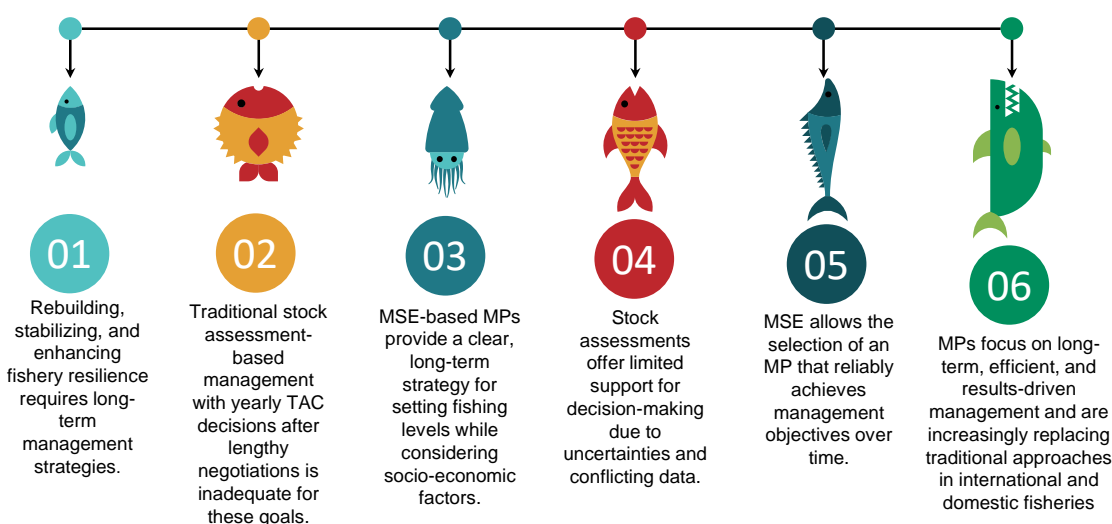 01
Rebuilding,
stabilizing, and
enhancing
fishery resilience
requires long-
term
management
strategies.
02
Traditional stock
assessment-
based
management
with yearly TAC
decisions after
lengthy
negotiations is
inadequate for
these goals.
03
MSE-based MPs
provide a clear,
long-term
strategy for
setting fishing
levels while
considering
socio-economic
factors.
04
Stock
assessments
offer limited
support for
decision-making
due to
uncertainties and
conflicting data.
05
MSE allows the
selection of an
MP that reliably
achieves
management
objectives over
time.
06
MPs focus on long-
term, efficient, and
results-driven
management and are
increasingly replacing
traditional approaches
in international and
domestic fisheries